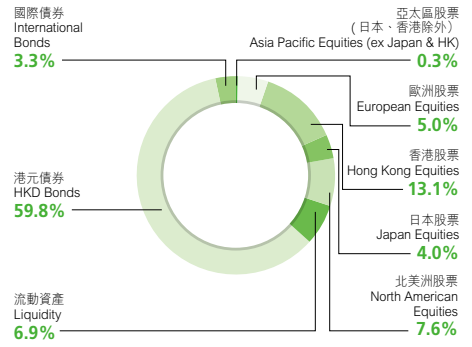 國際債券
International
Bonds
3.3%
港元債券
HKD Bonds
59.8%
流動資產
Liquidity
6.9%
亞太區股票
(日本、香港除外)
Asia Pacific Equities (ex Japan & HK)
0.3%
歐洲股票
European Equities
5.0%
香港股票
Hong Kong Equities
13.1%
日本股票
Japan Equities
4.0%
北美洲股票
North American
Equities
7.6%